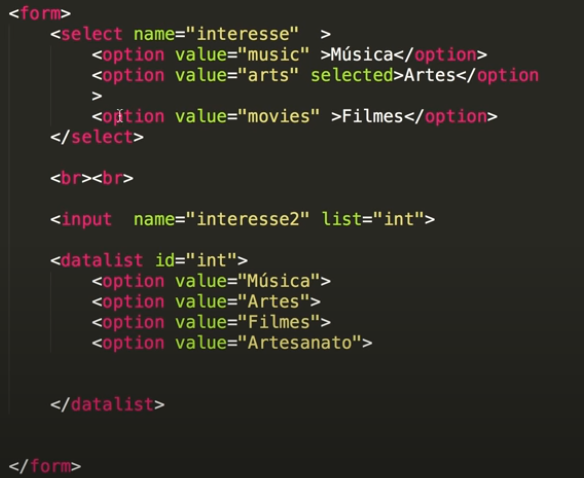 <form>
<select name="interesse"  >
<option value="music" >Música</option>
<option value="arts" selected>Artes</option
>
<option value="movies" >Filmes</option>
</select>
<br><br>
<input  name="interesse2" list="int">
<datalist id="int">
<option value="Música">
<option value="Artes">
<option value="Filmes">
<option value="Artesanato">
</datalist>
</form>